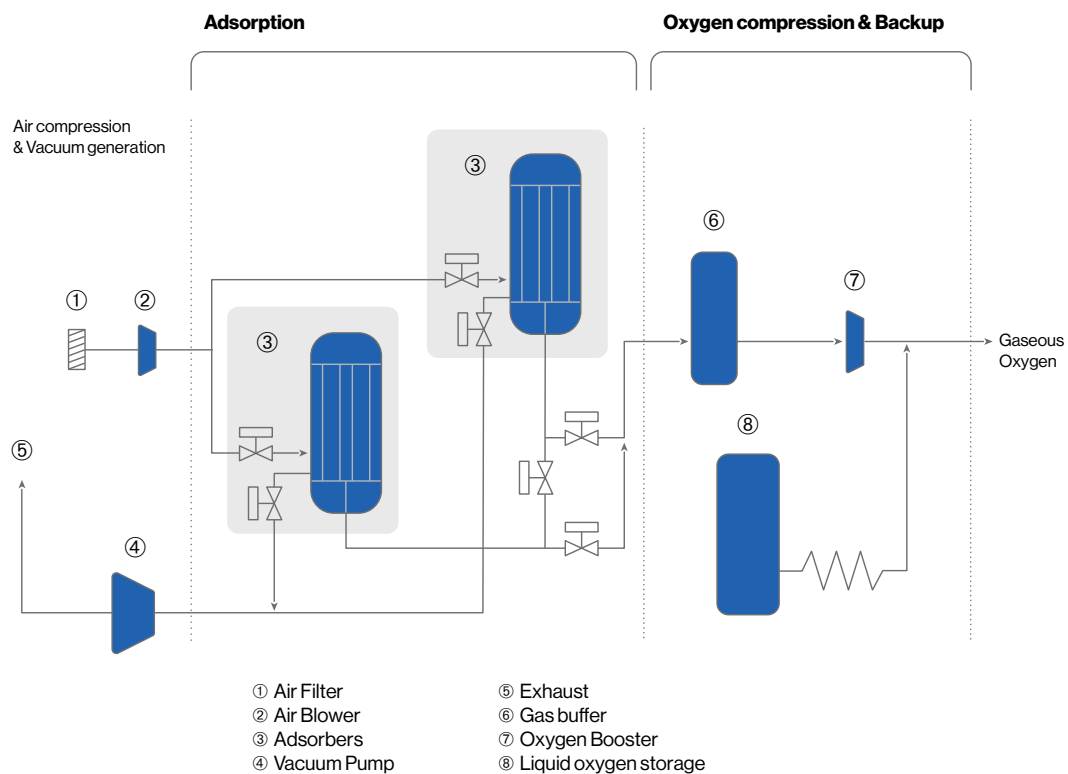 Adsorption
Oxygen compression & Backup
Air compression
& Vacuum generation
③
⑥
⑦
①
②
③
Gaseous
Oxygen
⑧
⑤
④
① Air Filter
② Air Blower
③ Adsorbers
④ Vacuum Pump
⑤ Exhaust
⑥ Gas buffer
⑦ Oxygen Booster
⑧ Liquid oxygen storage